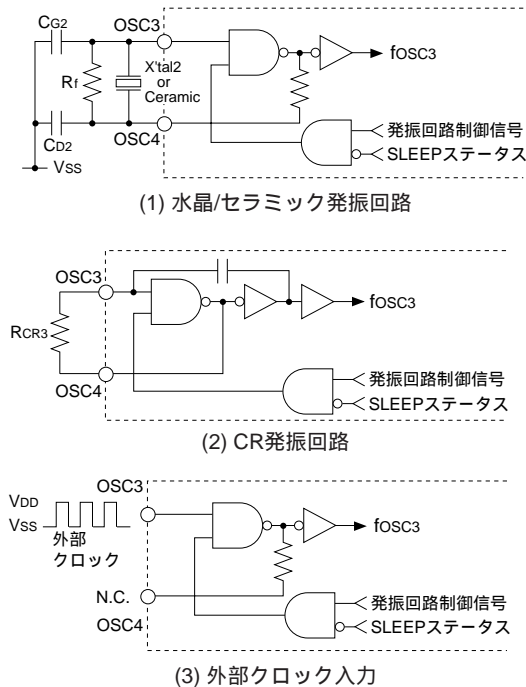 CG2
OSC3
fOSC3
Rf
X'tal2
or
Ceramic
CD2
OSC4
発振回路制御信号
SLEEPステータス
VSS
(1) 水晶/セラミック発振回路
OSC3
fOSC3
RCR3
OSC4
発振回路制御信号
SLEEPステータス
(2) CR発振回路
OSC3
VDD
VSS
外部
クロック
fOSC3
N.C.
OSC4
発振回路制御信号
SLEEPステータス
(3) 外部クロック入力